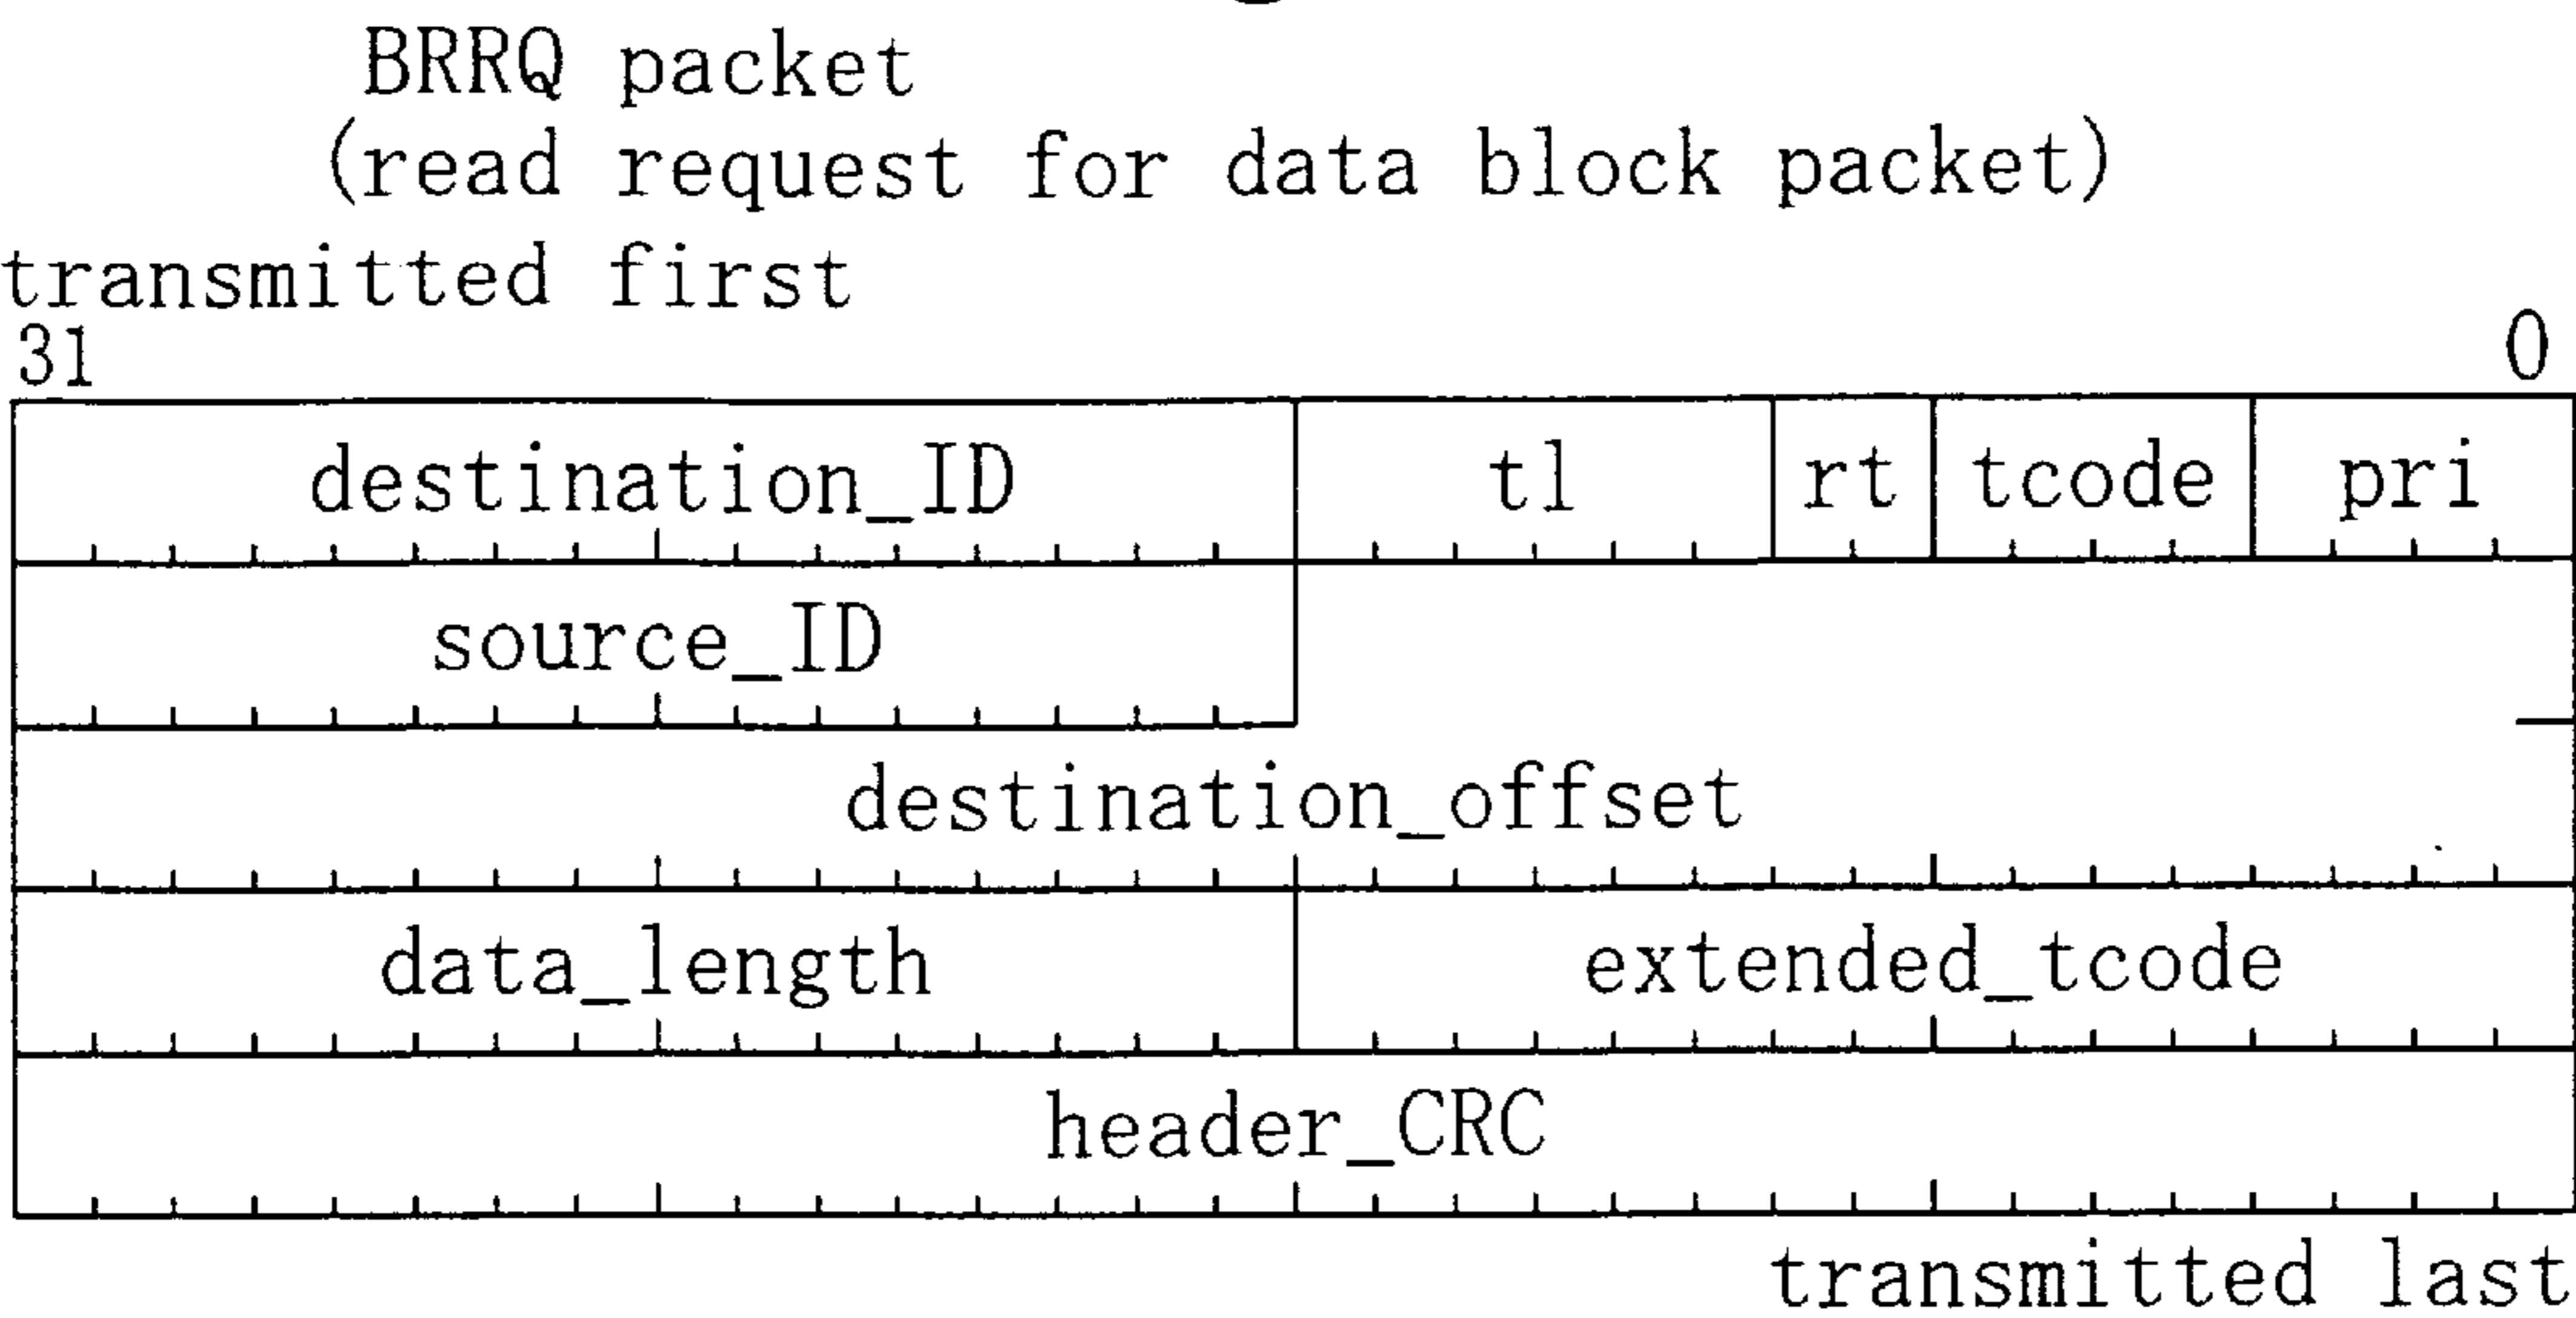 BRRQ packet
(read request for data block packet)
transmitted first
31 0
destination_ID tl rt tcode pri
source_ID
destination_offset
data_length extended_tcode
header_CRC
transmitted last